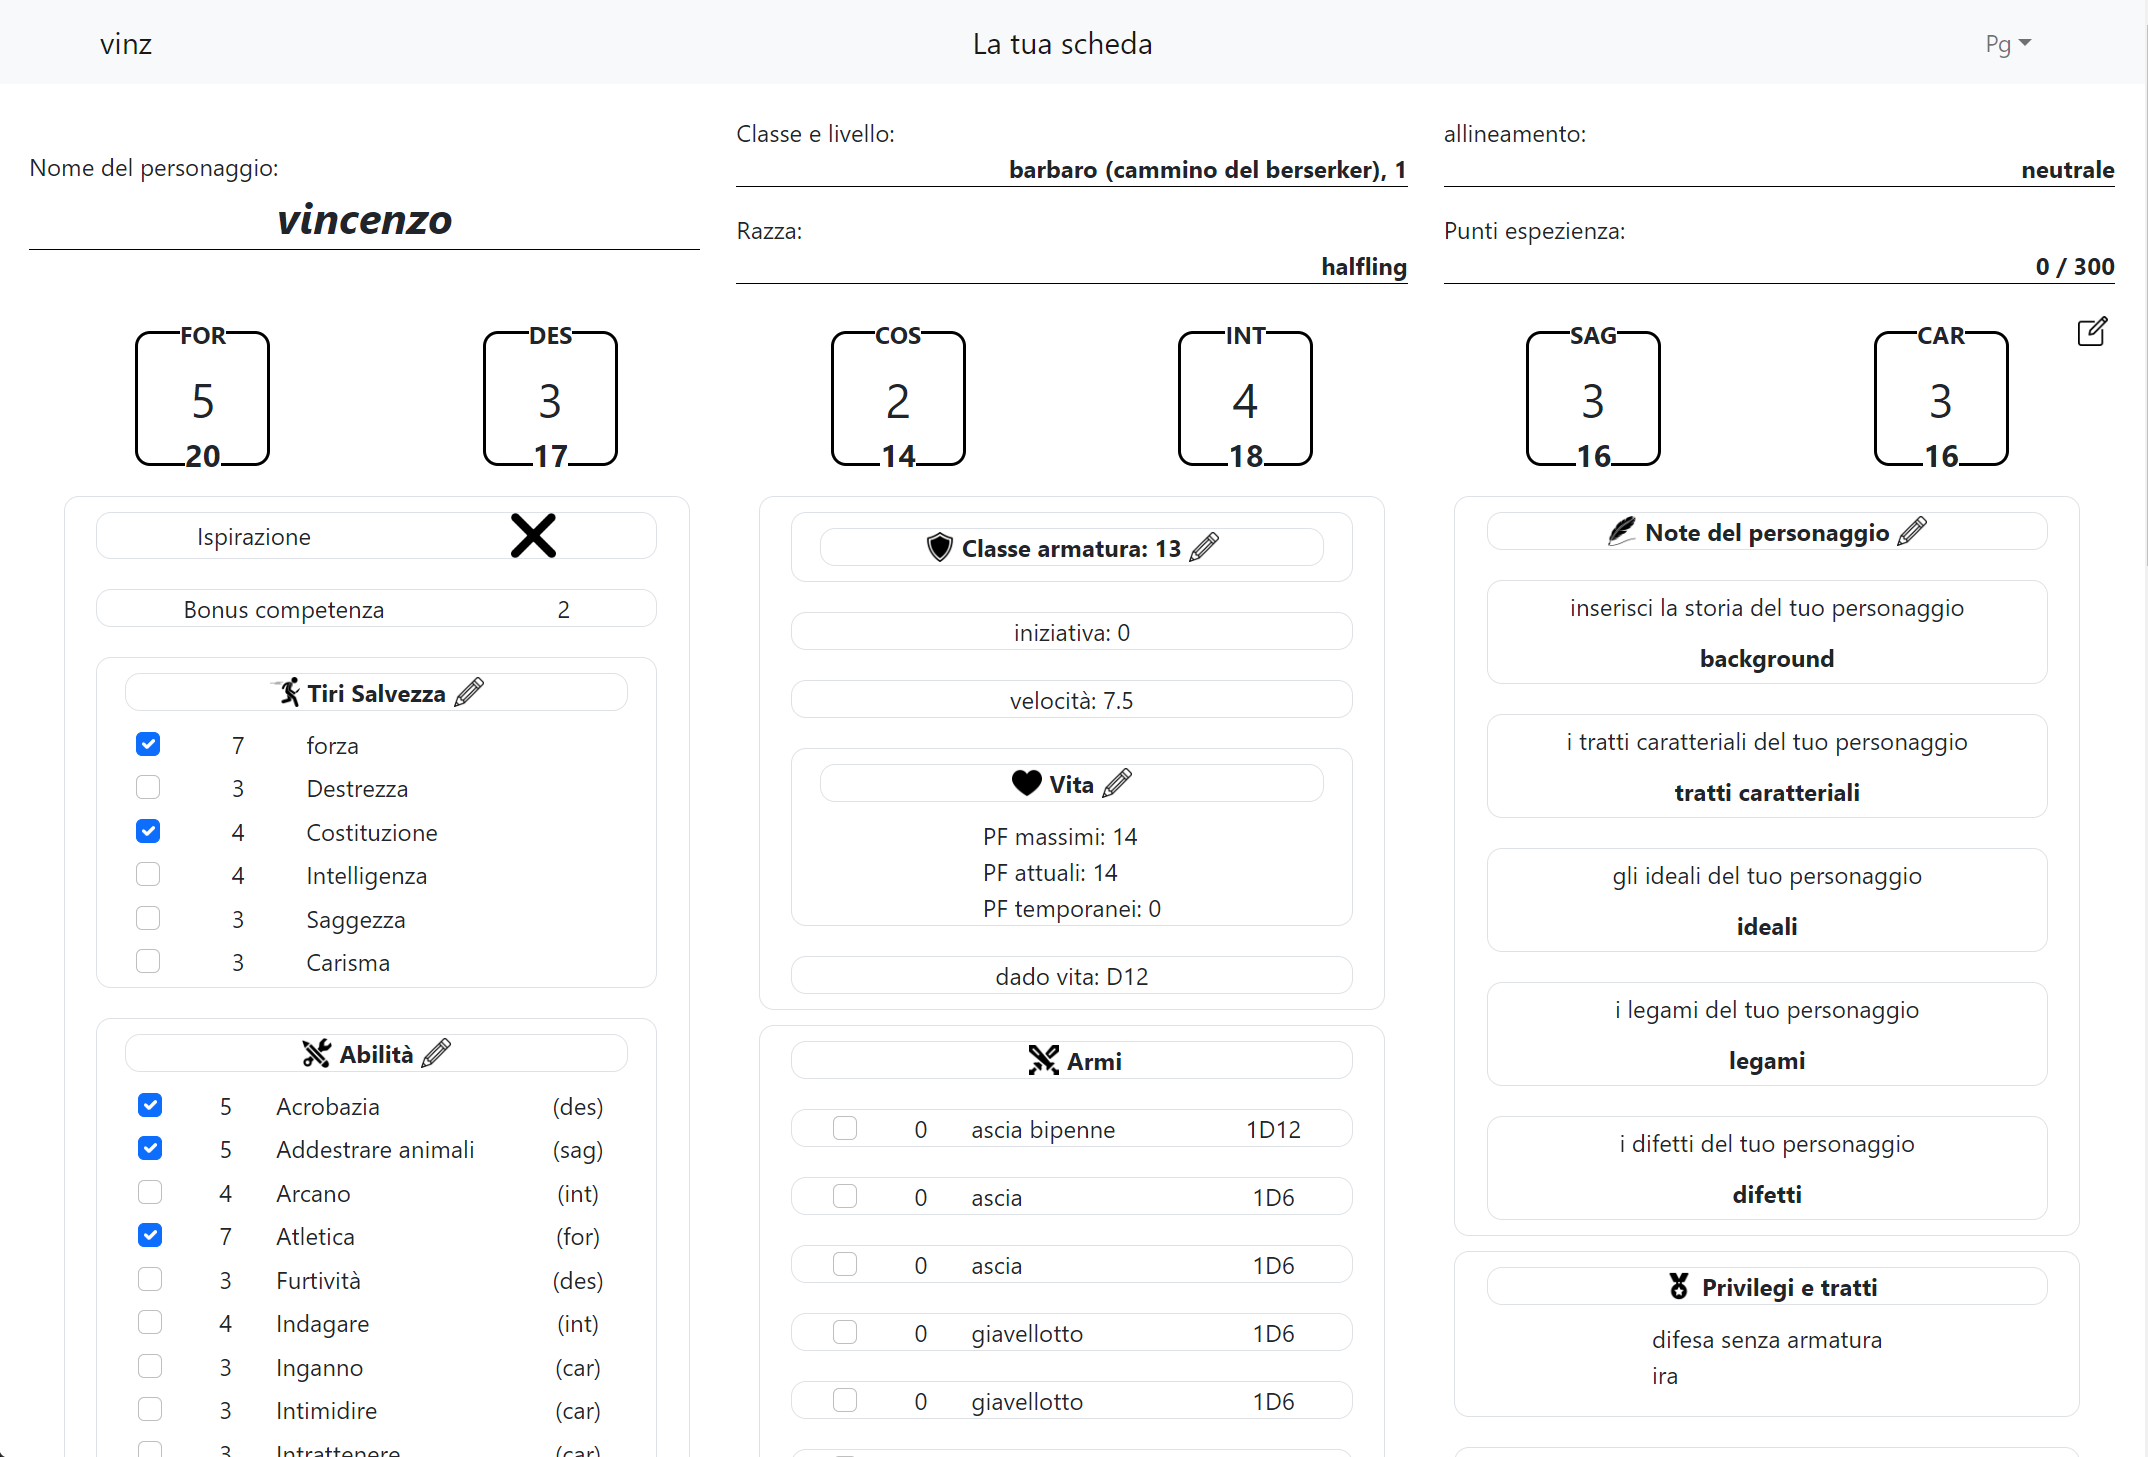 vinz
La tua scheda
Pg
Nome del personaggio:
vincenzo
Classe e livello:
barbaro (cammino del berserker), 1
Razza:
halfling
allineamento:
neutrale
Punti espezienza:
0 / 300
FOR
5
20
DES
3
17
COS
2
14
INT
4
18
SAG
3
16
CAR
3
16
Ispirazione
Bonus competenza 2
Tiri Salvezza
7 forza
3 Destrezza
4 Costituzione
4 Intelligenza
3 Saggezza
3 Carisma
Abilità
5 Acrobazia (des)
5 Addestrare animali (sag)
4 Arcano (int)
7 Atletica (for)
3 Furtività (des)
4 Indagare (int)
3 Inganno (car)
3 Intimidire (car)
3 Intrattenere (car)
Classe armatura: 13
iniziativa: 0
velocità: 7.5
Vita
PF massimi: 14
PF attuali: 14
PF temporanei: 0
dado vita: D12
Armi
0 ascia bipenne 1D12
0 ascia 1D6
0 ascia 1D6
0 giavellotto 1D6
0 giavellotto 1D6
Note del personaggio
inserisci la storia del tuo personaggio
background
i tratti caratteriali del tuo personaggio
tratti caratteriali
gli ideali del tuo personaggio
ideali
i legami del tuo personaggio
legami
i difetti del tuo personaggio
difetti
Privilegi e tratti
difesa senza armatura
ira